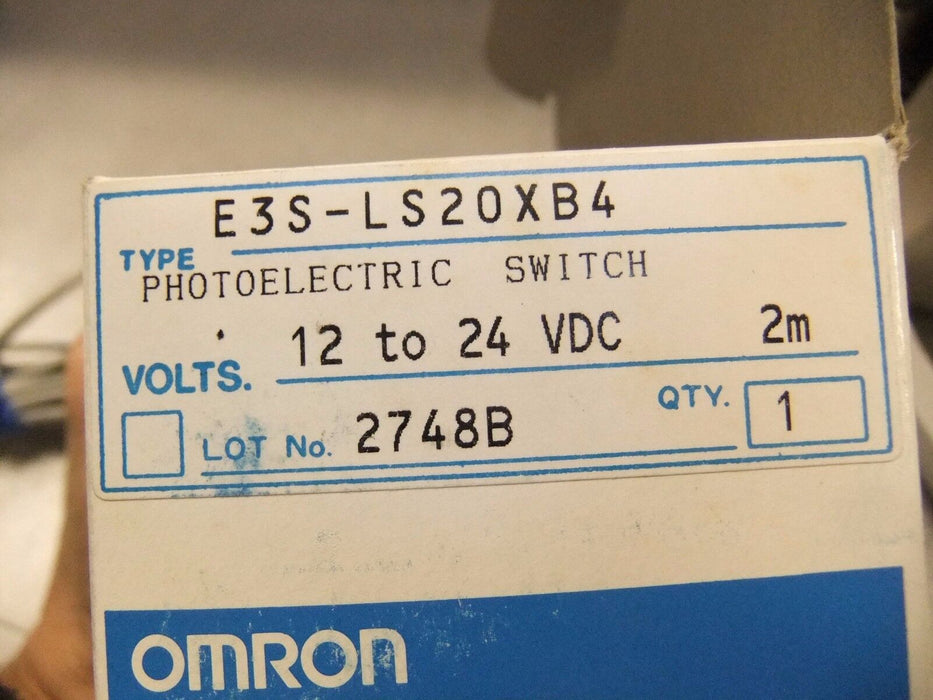 E3S-LS20XB4
TYPE
PHOTOELECTRIC SWITCH
12 to 24 VDC 2m
VOLTS.
QTY. 1
LOT No. 2748B
OMRON